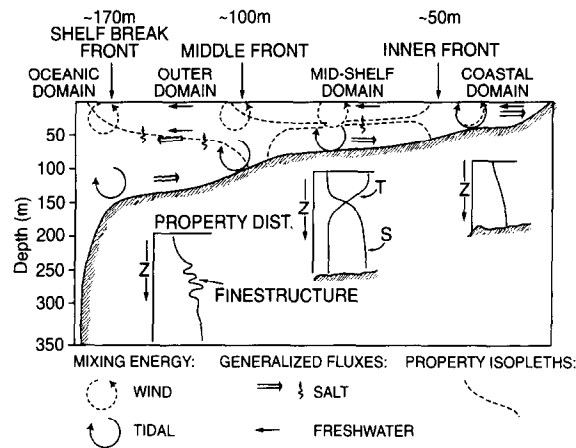 ~170m ~100m ~50m
SHELF BREAK
FRONT MIDDLE FRONT INNER FRONT
OCEANIC OUTER MID-SHELF COASTAL
DOMAIN DOMAIN DOMAIN DOMAIN
50
100
150
200
250
300
350
Depth (m)
PROPERTY DIST.
Z
FINESTRUCTURE
Z
T
S
Z
MIXING ENERGY: GENERALIZED FLUXES: PROPERTY ISOPLETHS:
WIND SALT
TIDAL FRESHWATER